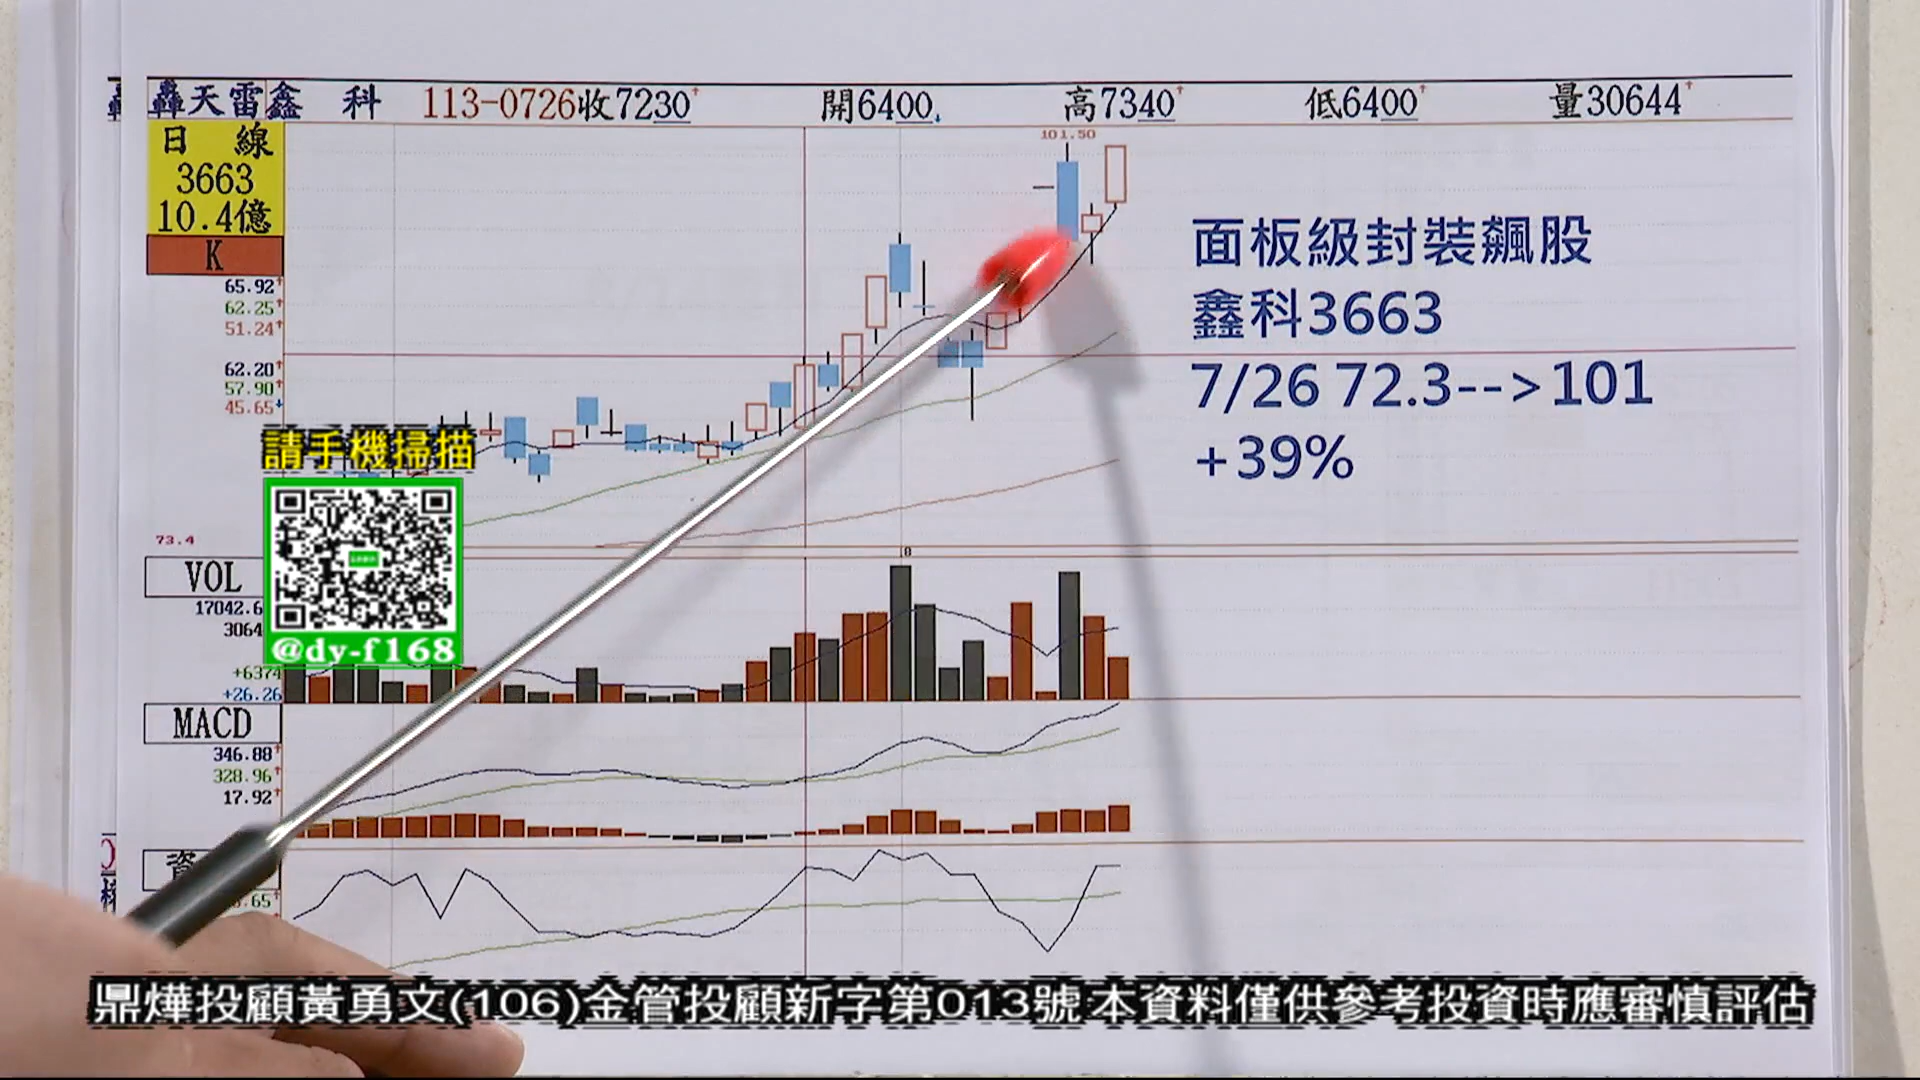 轟天雷鑫 科 113-0726收7230↑ 開6400↓ 高7340↑ 低6400↑ 量30644↑
日 線
3663
10.4億
K
65.92↑
62.25↑
51.24↑
62.20↑
57.90↑
45.65↓
73.4
101.50
面板級封裝飆股
鑫科3663
7/26 72.3-->101
+39%
請手機掃描
@dy-f168
8
VOL
17042.6
3064
+6374
+26.26
MACD
346.88↑
328.96↑
17.92↑
資
.65↑
鼎燁投顧黃勇文(106)金管投顧新字第013號本資料僅供參考投資時應審慎評估